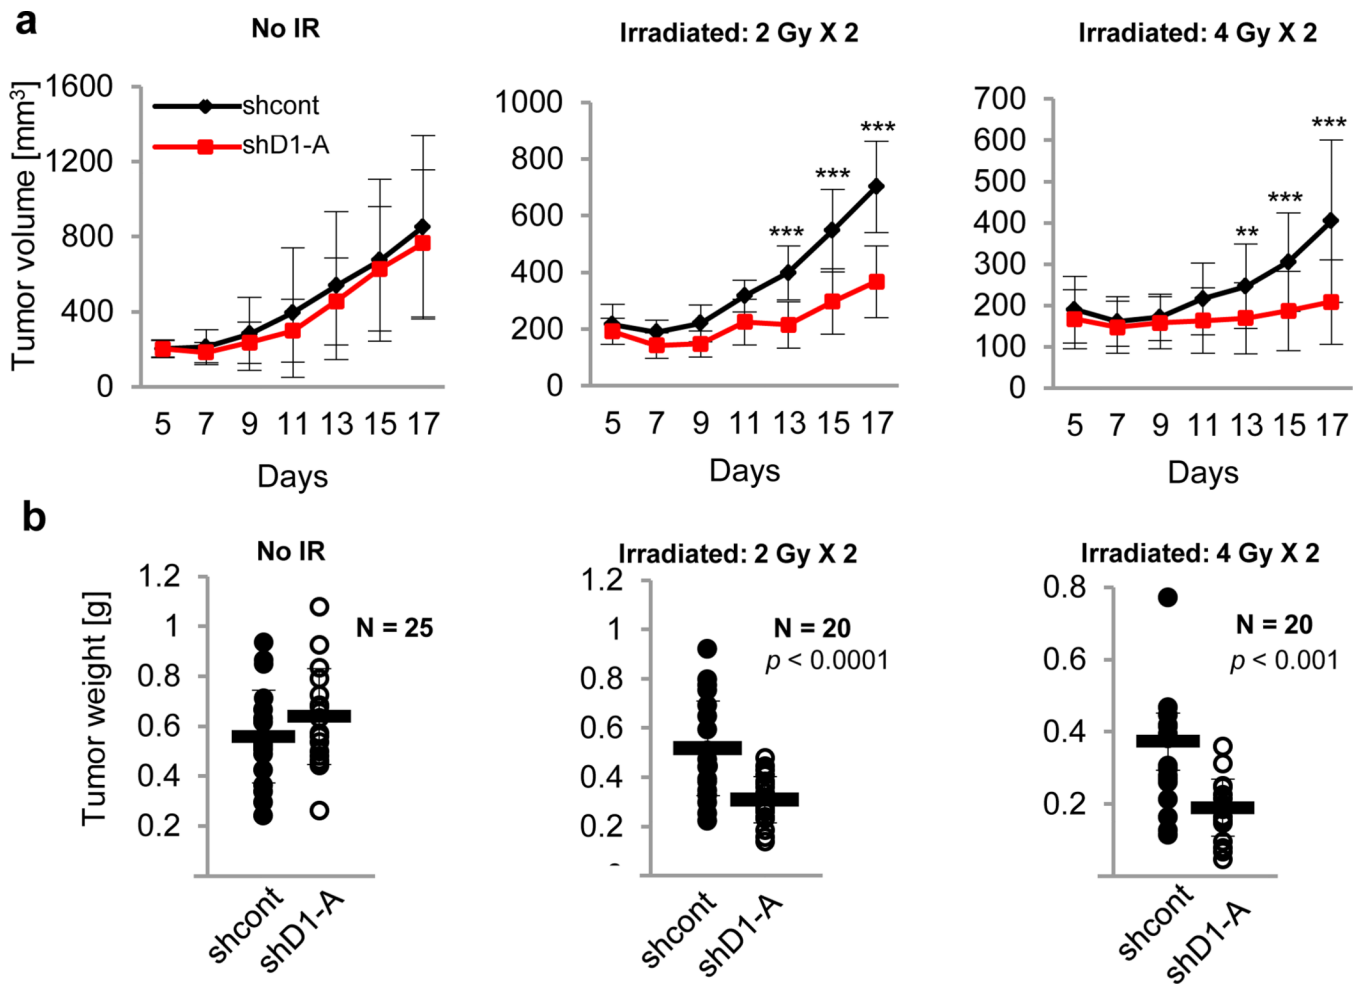 a
No IR
Irradiated: 2 Gy X 2
Irradiated: 4 Gy X 2
Tumor volume [mm³]
1600
1200
800
400
0
shcont
shD1-A
5 7 9 11 13 15 17
Days
1000
800
600
400
200
0
***
***
***
5 7 9 11 13 15 17
Days
700
600
500
400
300
200
100
0
**
***
***
5 7 9 11 13 15 17
Days
b
No IR
Irradiated: 2 Gy X 2
Irradiated: 4 Gy X 2
Tumor weight [g]
1.2
1
0.8
0.6
0.4
0.2
N = 25
shcont
shD1-A
1.2
1
0.8
0.6
0.4
0.2
N = 20
p < 0.0001
shcont
shD1-A
0.8
0.6
0.4
0.2
N = 20
p < 0.001
shcont
shD1-A